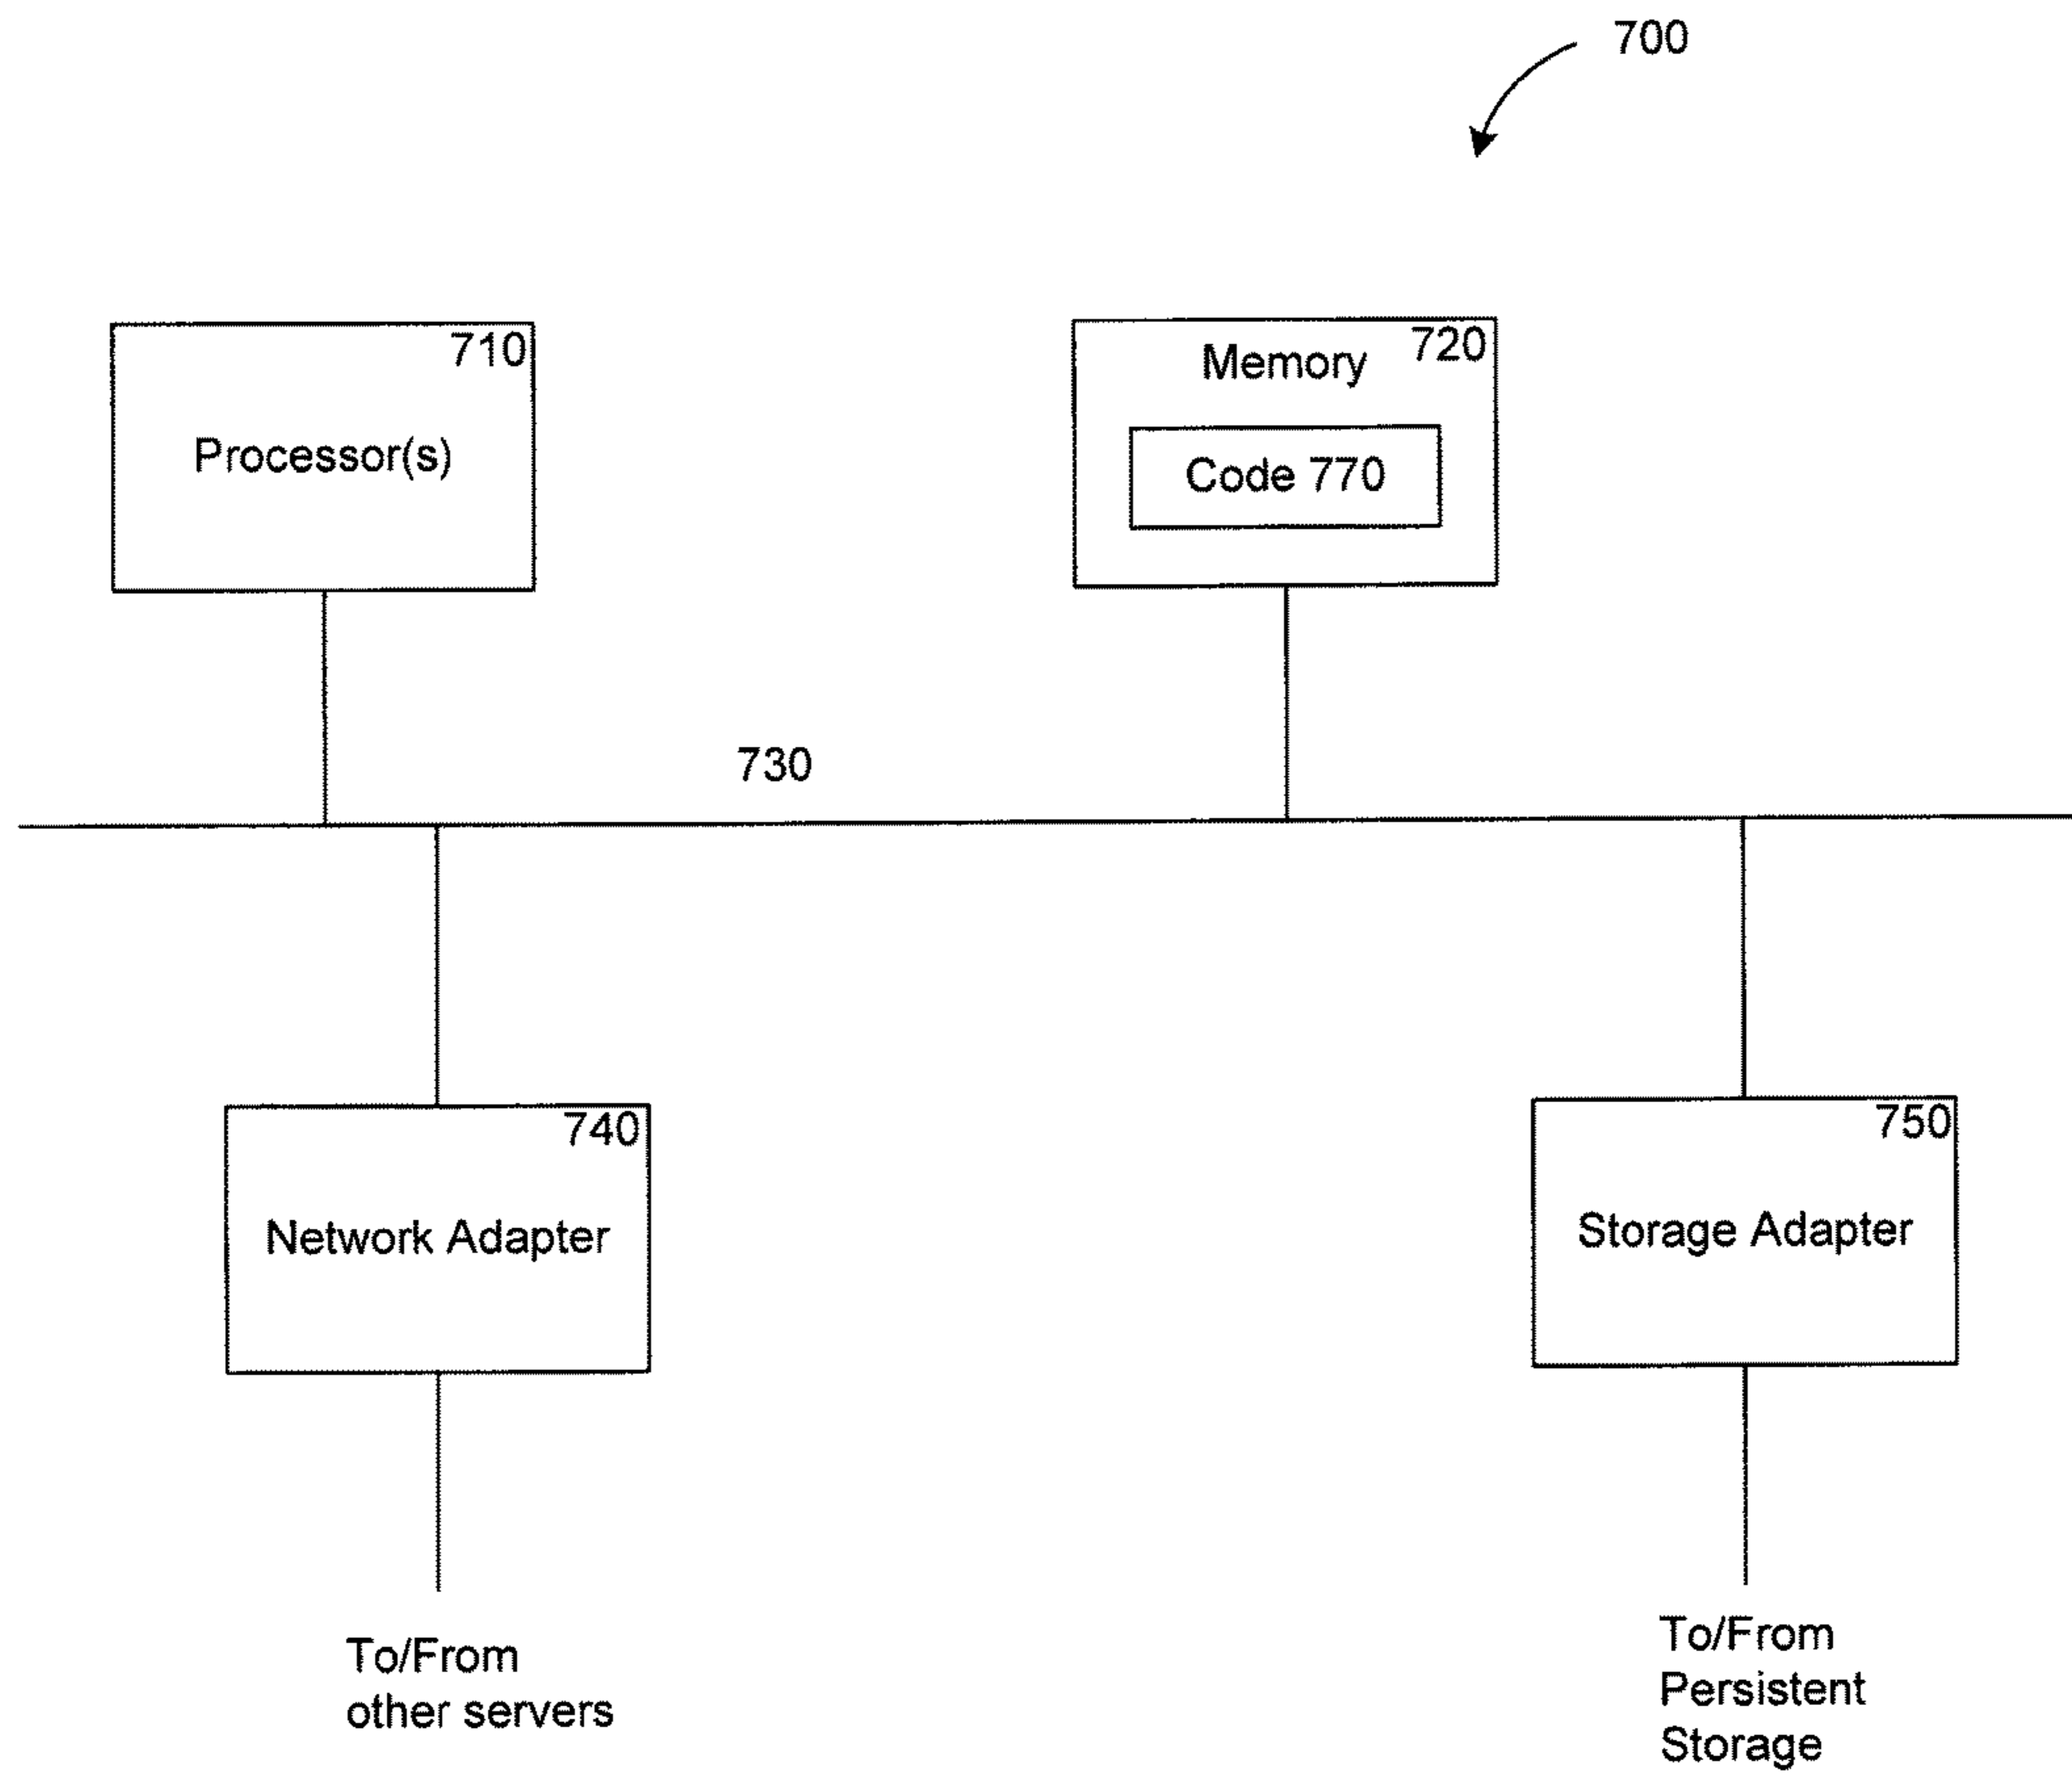 700
710
Processor(s)
720
Memory
Code 770
730
740
Network Adapter
750
Storage Adapter
To/From
other servers
To/From
Persistent
Storage